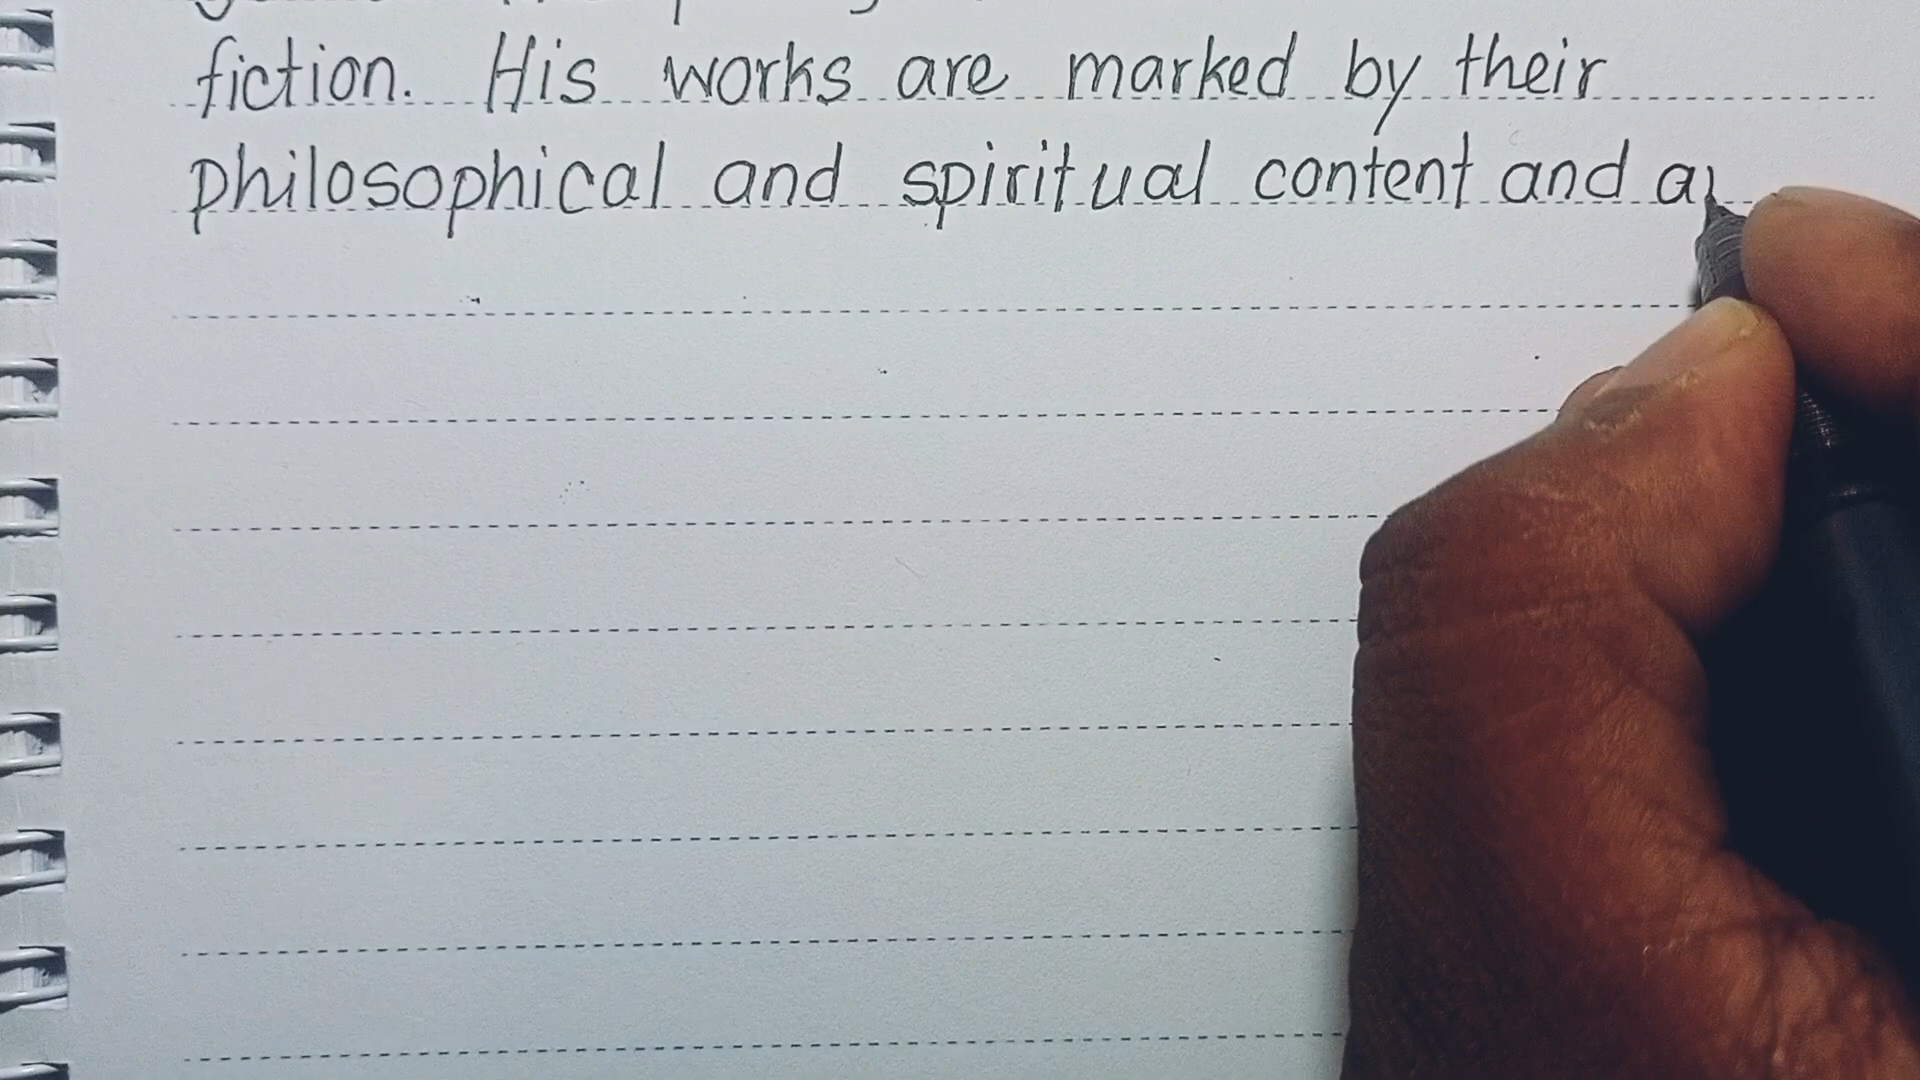 fiction. His works are marked by their
philosophical and spiritual content and